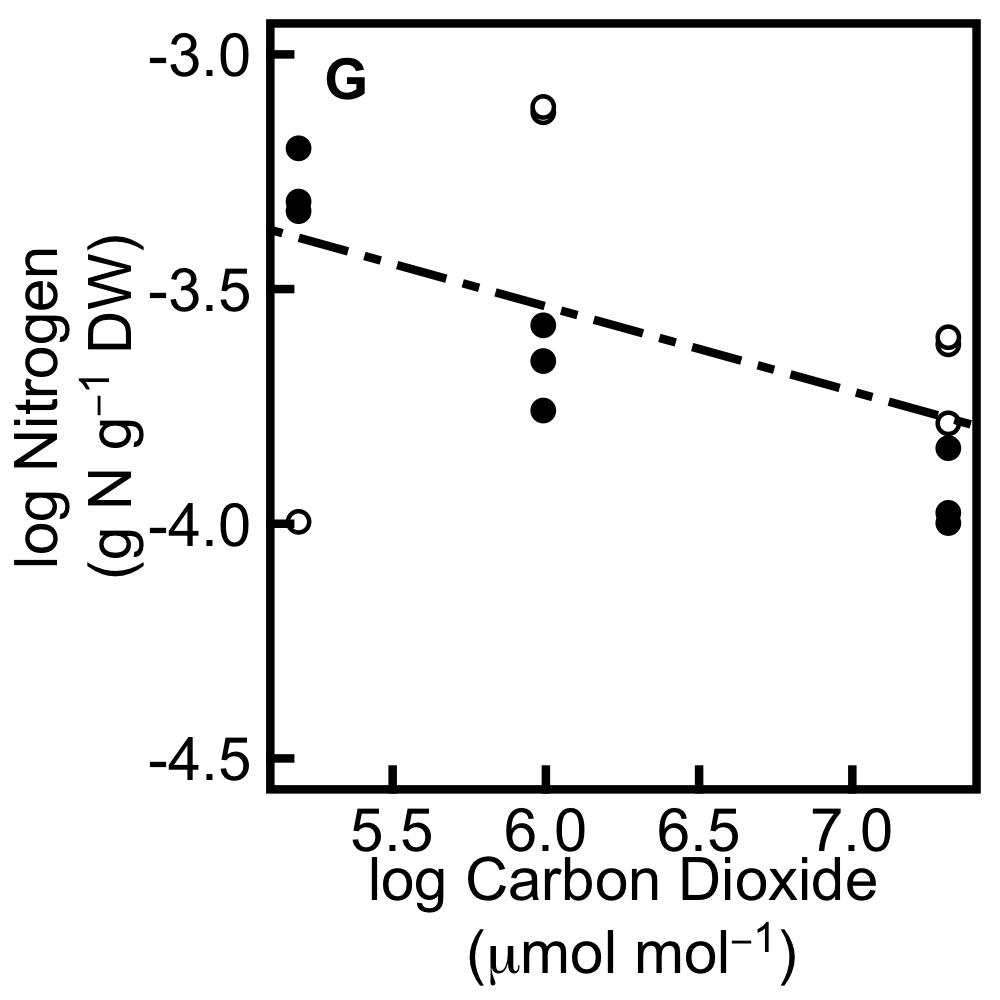 G
-3.0
-3.5
-4.0
-4.5
log Nitrogen
(g N g⁻¹ DW)
5.5 6.0 6.5 7.0
log Carbon Dioxide
(μmol mol⁻¹)